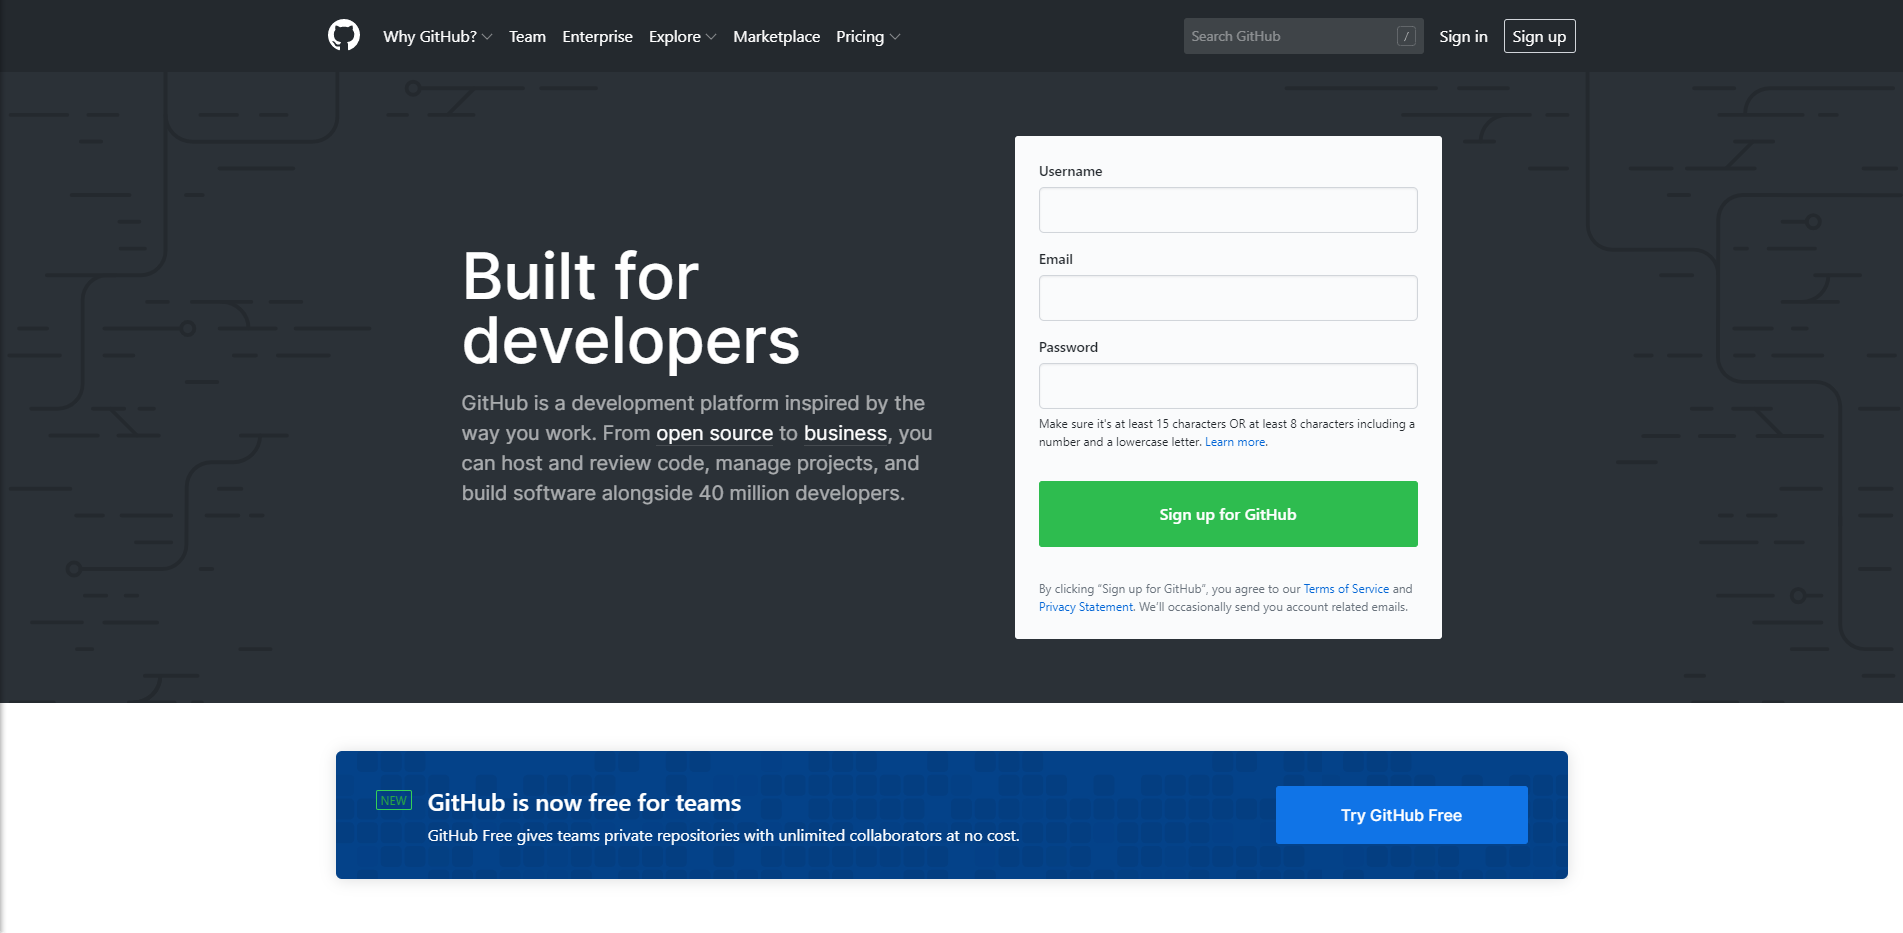 Why GitHub? Team Enterprise Explore Marketplace Pricing Search GitHub / Sign in Sign up
Built for
developers
GitHub is a development platform inspired by the
way you work. From open source to business, you
can host and review code, manage projects, and
build software alongside 40 million developers.
Username
Email
Password
Make sure it's at least 15 characters OR at least 8 characters including a
number and a lowercase letter. Learn more.
Sign up for GitHub
By clicking “Sign up for GitHub”, you agree to our Terms of Service and
Privacy Statement. We’ll occasionally send you account related emails.
NEW GitHub is now free for teams
GitHub Free gives teams private repositories with unlimited collaborators at no cost.
Try GitHub Free